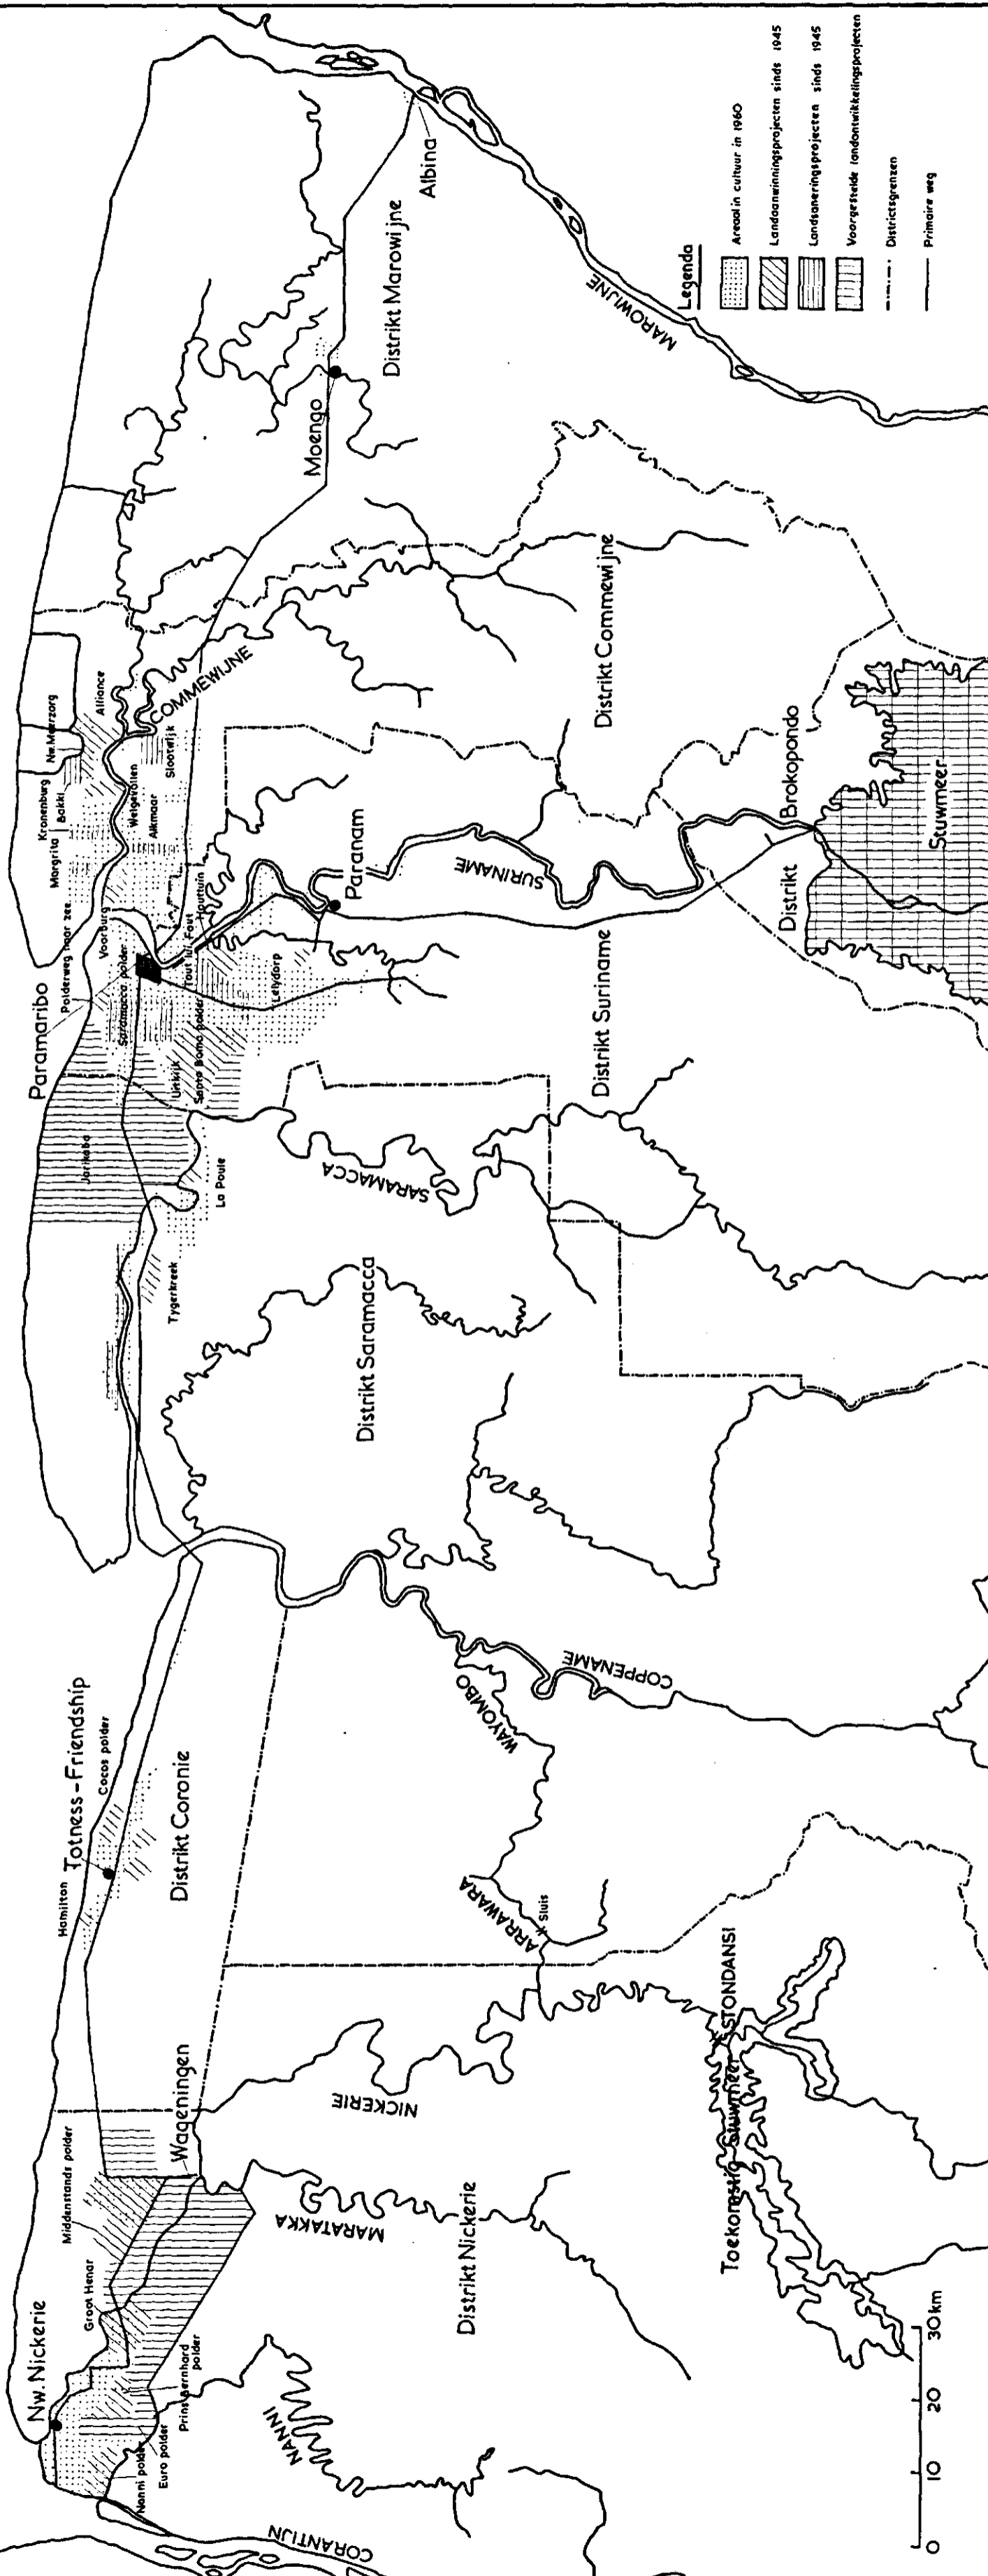 Nw. Nickerie
Groot Henar
Middenstands polder
Wageningen
Nanni polder
Euro polder
Prins Bernhard
polder
CORANTIJN
NANNI
MARATAKKA
NICKERIE
Distrikt Nickerie
Toekomstig Stuwmeer
STONDANSI
0 10 20 30 km
Hamilton
Totness-Friendship
Cocos polder
Distrikt Coronie
ARRAWARA
Sluis
WAYOMBO
COPPENAME
Distrikt Saramacca
Tygerkreek
La Poule
Jarikaba
SARAMACCA
Paramaribo
Polderweg naar zee.
Voorburg
Saramacca polder
Uitkijk
Santo Boma polder
Tout lui Faut
Houttuin
Lelydorp
Distrikt Suriname
Paranam
SURINAME
Margrita
Kronenburg
Bakki
Nw. Meerzorg
Alliance
Welgevallen
Alkmaar
Slootwijk
COMMEWIJNE
Distrikt Commewijne
Distrikt
Brokopondo
Stuwmeer
Moengo
Distrikt Marowijne
Albina
MAROWIJNE
Legenda
Areaal in cultuur in 1960
Landaanwinningsprojecten sinds 1945
Landsaneringsprojecten sinds 1945
Voorgestelde landontwikkelingsprojecten
Districtsgrenzen
Primaire weg